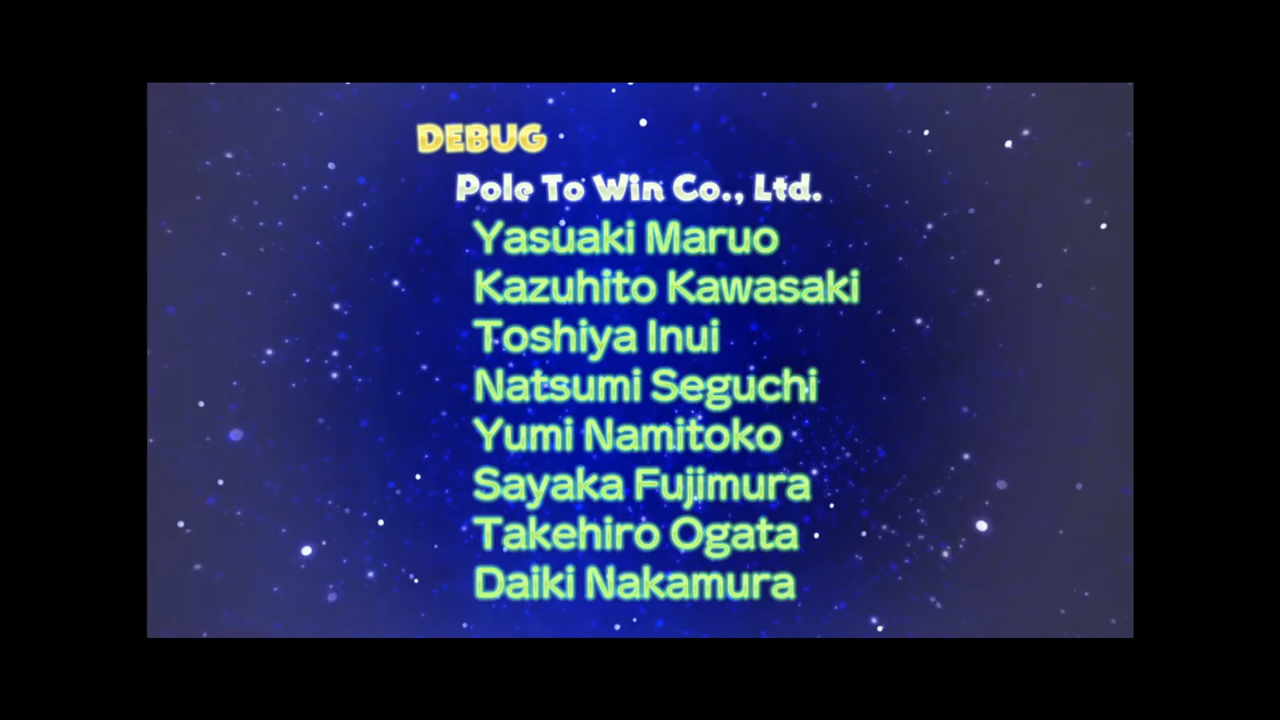 DEBUG
Pole To Win Co., Ltd.
Yasuaki Maruo
Kazuhito Kawasaki
Toshiya Inui
Natsumi Seguchi
Yumi Namitoko
Sayaka Fujimura
Takehiro Ogata
Daiki Nakamura